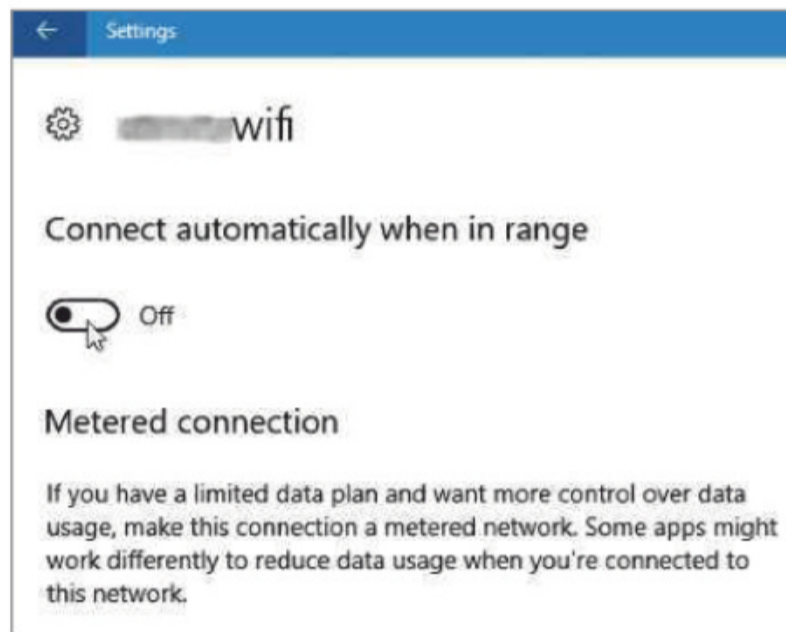 Settings
wifi
Connect automatically when in range
Off
Metered connection
If you have a limited data plan and want more control over data
usage, make this connection a metered network. Some apps might
work differently to reduce data usage when you're connected to
this network.